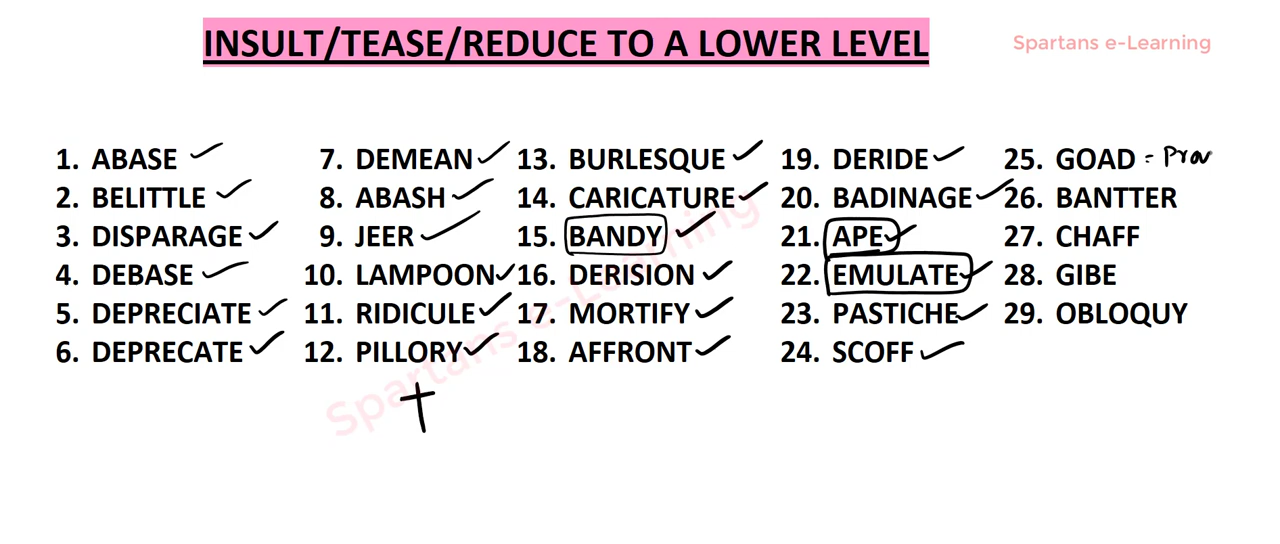 INSULT/TEASE/REDUCE TO A LOWER LEVEL
Spartans e-Learning
1. ABASE
2. BELITTLE
3. DISPARAGE
4. DEBASE
5. DEPRECIATE
6. DEPRECATE
7. DEMEAN
8. ABASH
9. JEER
10. LAMPOON
11. RIDICULE
12. PILLORY
13. BURLESQUE
14. CARICATURE
15. BANDY
16. DERISION
17. MORTIFY
18. AFFRONT
19. DERIDE
20. BADINAGE
21. APE
22. EMULATE
23. PASTICHE
24. SCOFF
25. GOAD - Prov
26. BANTTER
27. CHAFF
28. GIBE
29. OBLOQUY
Spartans e-Learning